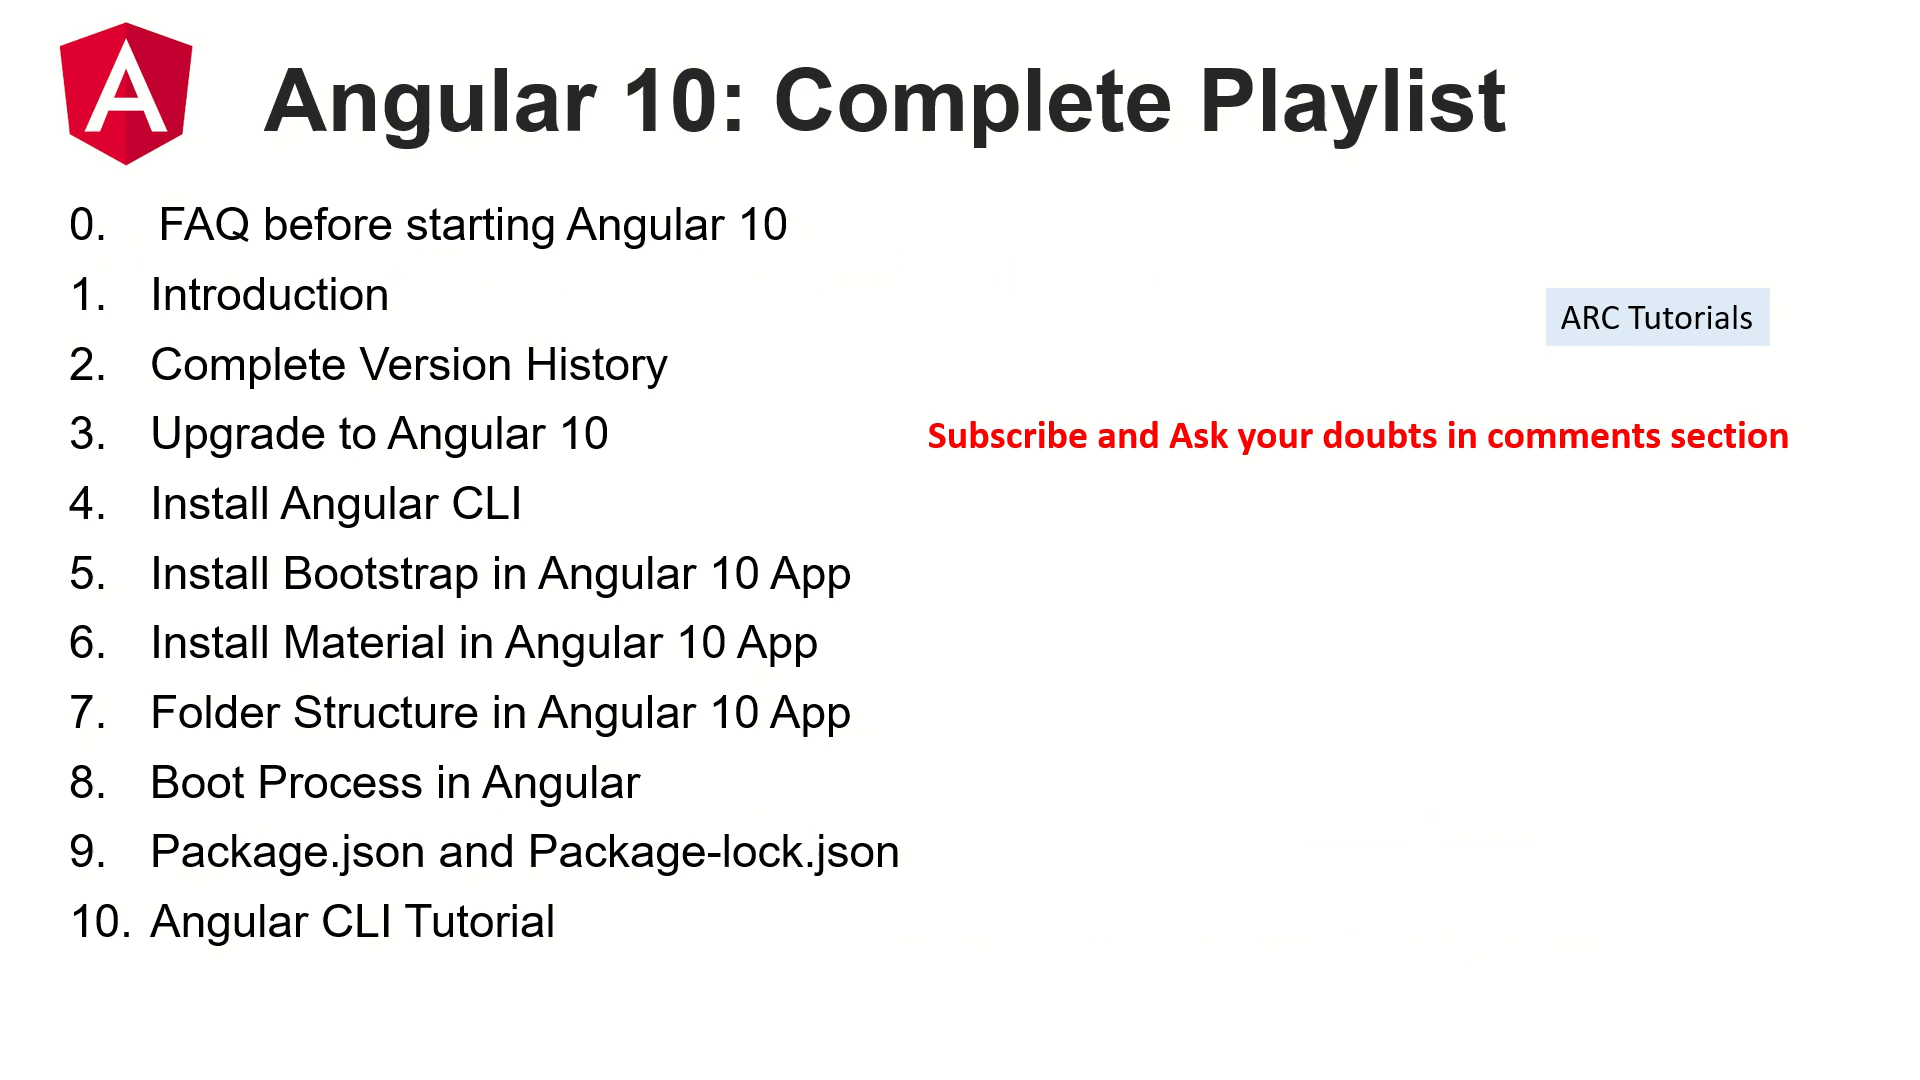 Angular 10: Complete Playlist
0. FAQ before starting Angular 10
1. Introduction
2. Complete Version History
3. Upgrade to Angular 10
4. Install Angular CLI
5. Install Bootstrap in Angular 10 App
6. Install Material in Angular 10 App
7. Folder Structure in Angular 10 App
8. Boot Process in Angular
9. Package.json and Package-lock.json
10. Angular CLI Tutorial
ARC Tutorials
Subscribe and Ask your doubts in comments section